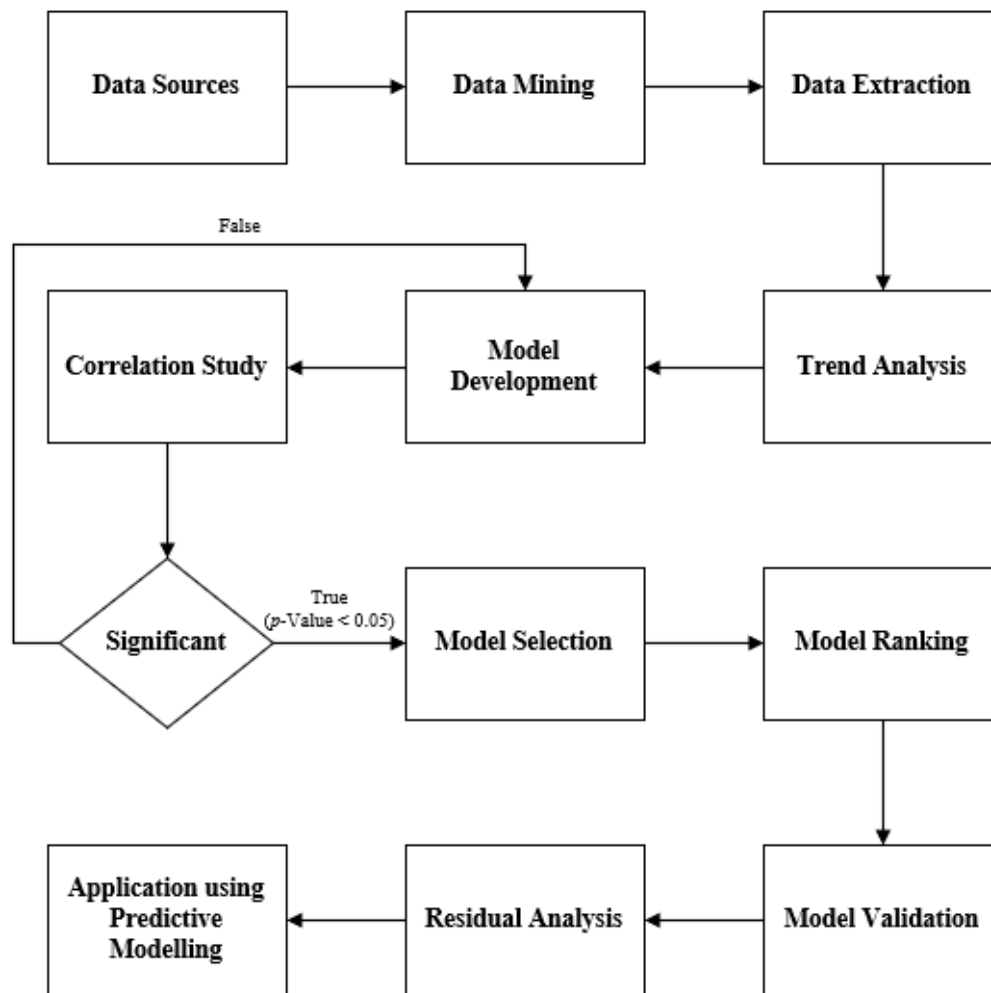 Data Sources
Data Mining
Data Extraction
False
Correlation Study
Model
Development
Trend Analysis
Significant
True
(p-Value < 0.05)
Model Selection
Model Ranking
Application using
Predictive
Modelling
Residual Analysis
Model Validation